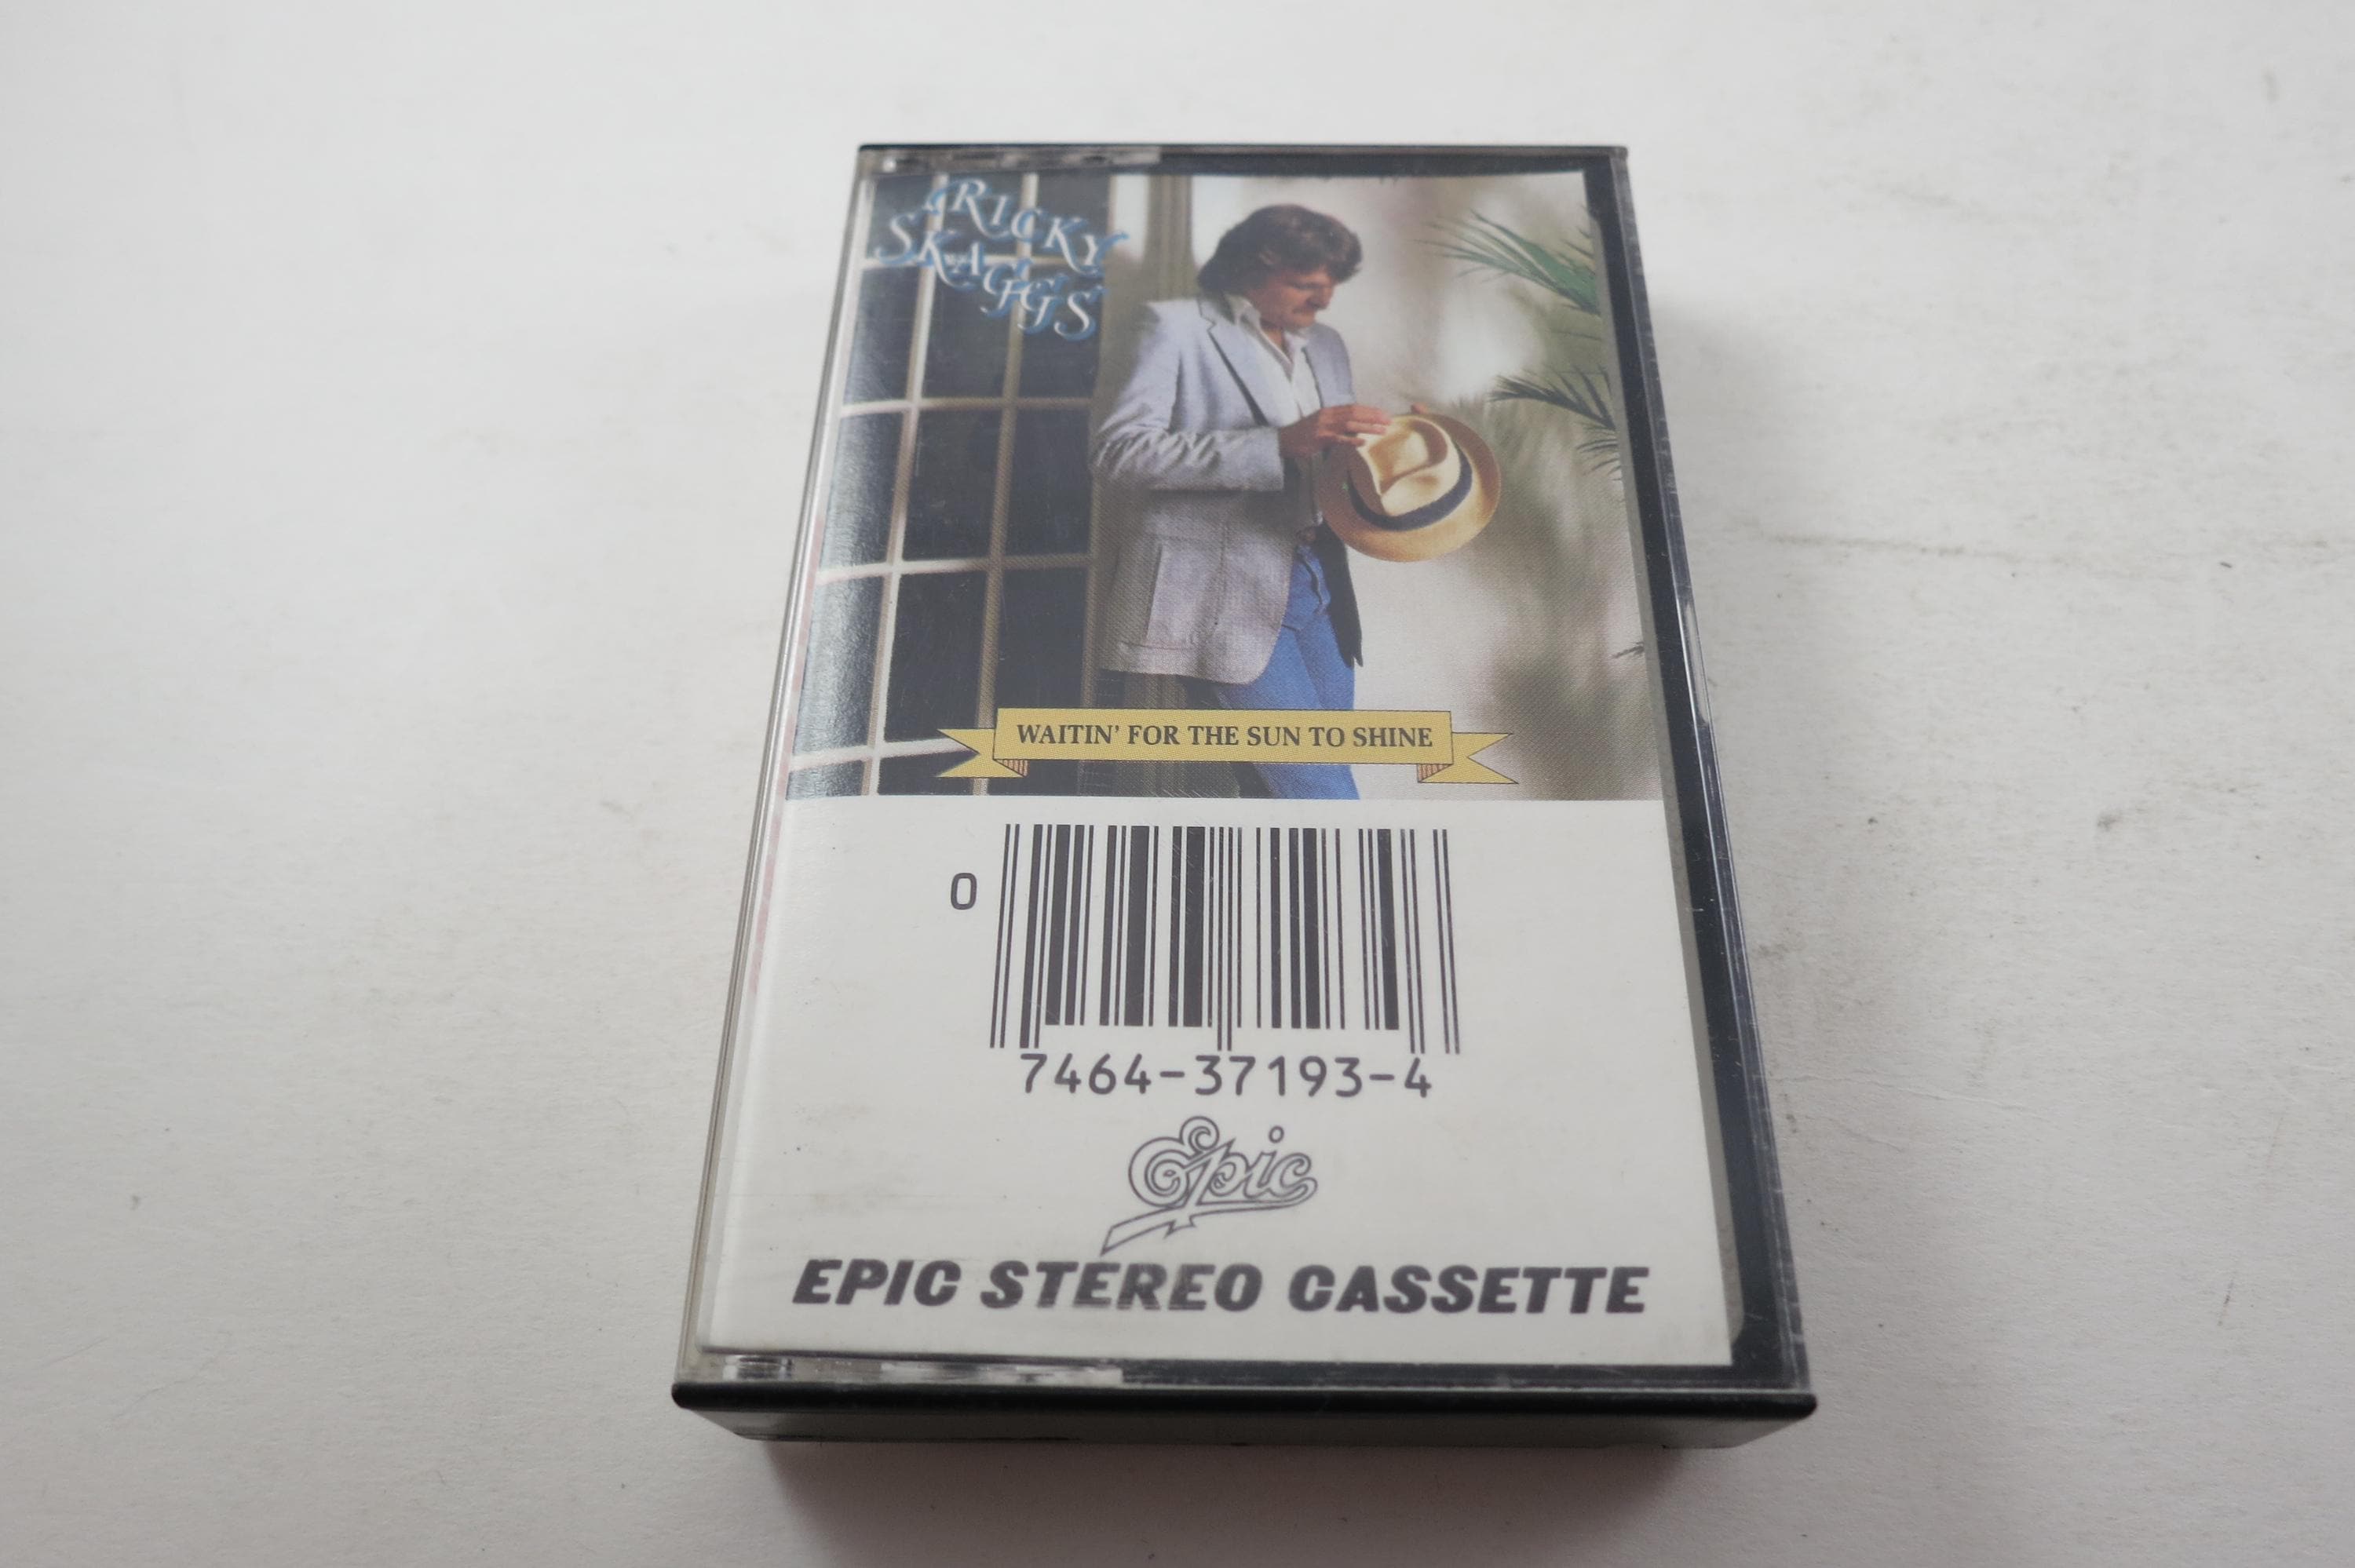 RICKY
SKAGGS
WAITIN' FOR THE SUN TO SHINE
0
7464-37193-4
Epic
EPIC STEREO CASSETTE